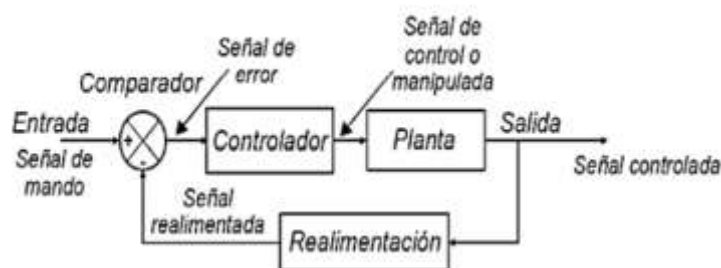 Señal de
error
Señal de
control o
manipulada
Comparador
Entrada
Señal de
mando
+
-
Controlador
Planta
Salida
Señal controlada
Señal
realimentada
Realimentación